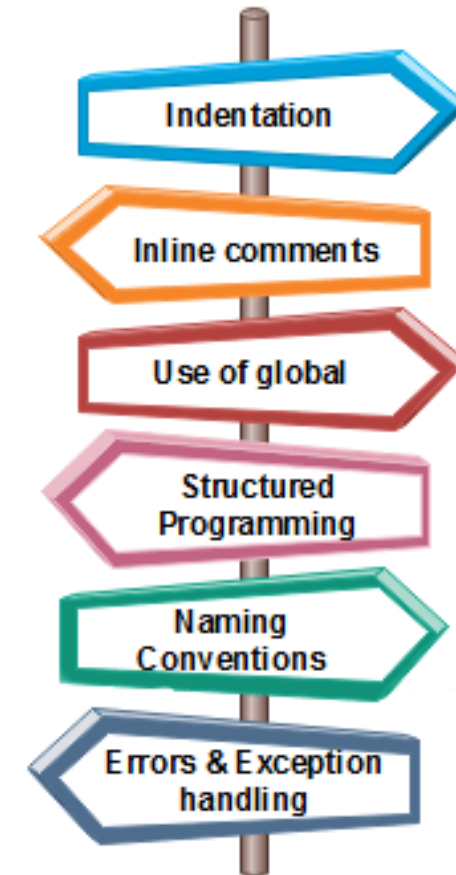 Indentation
Inline comments
Use of global
Structured
Programming
Naming
Conventions
Errors & Exception
handling